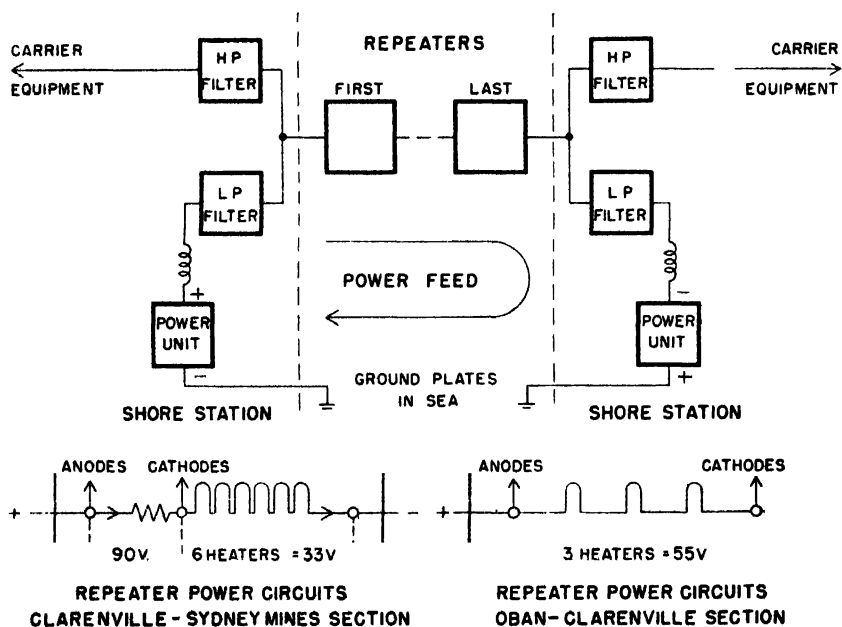 CARRIER
EQUIPMENT
HP
FILTER
REPEATERS
FIRST
LAST
HP
FILTER
CARRIER
EQUIPMENT
LP
FILTER
LP
FILTER
+
POWER
UNIT
−
POWER FEED
−
POWER
UNIT
+
GROUND PLATES
IN SEA
SHORE STATION
SHORE STATION
ANODES
CATHODES
+
−
90V.
6 HEATERS = 33V
REPEATER POWER CIRCUITS
CLARENVILLE - SYDNEY MINES SECTION
ANODES
CATHODES
+
3 HEATERS = 55V
REPEATER POWER CIRCUITS
OBAN - CLARENVILLE SECTION